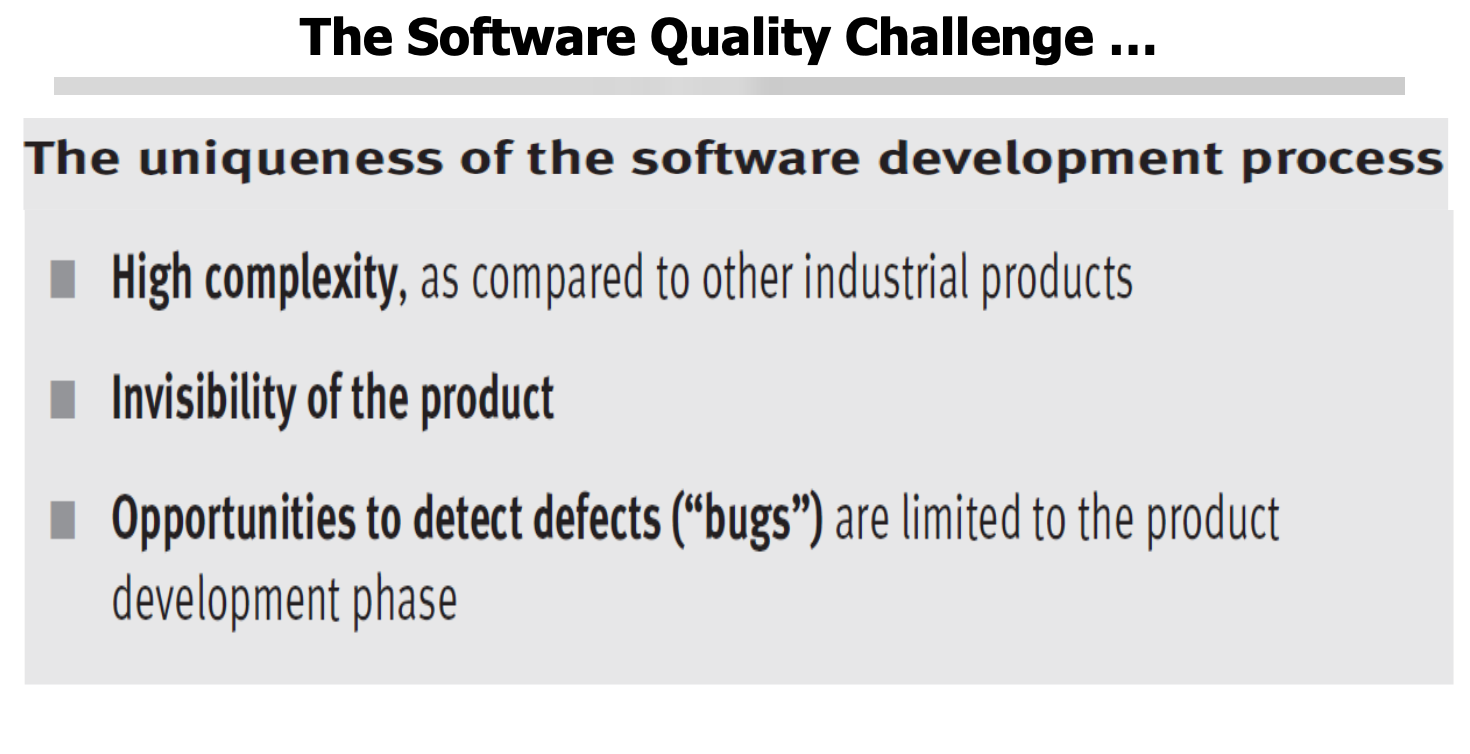 The Software Quality Challenge ...
The uniqueness of the software development process
■ High complexity, as compared to other industrial products
■ Invisibility of the product
■ Opportunities to detect defects (“bugs”) are limited to the product
development phase